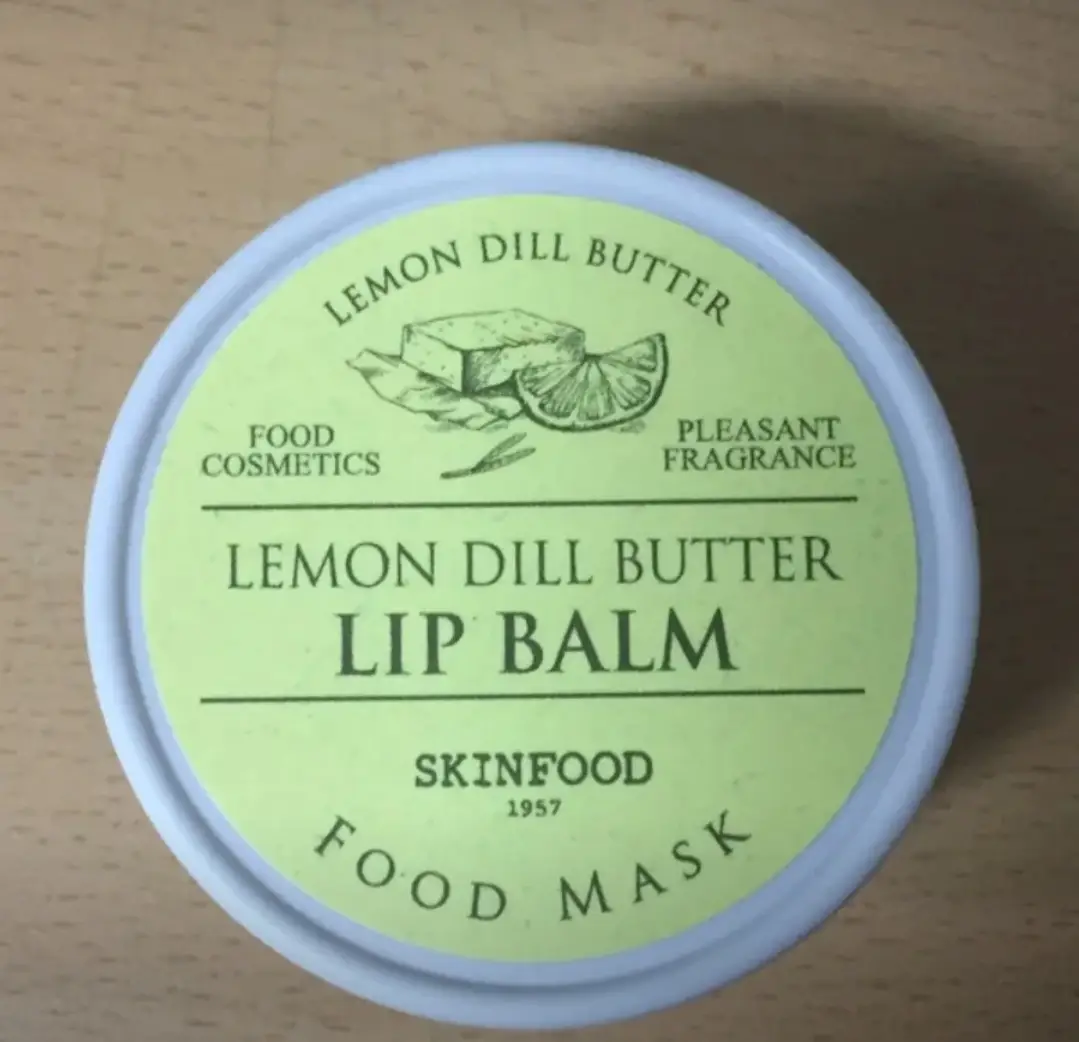 LEMON DILL BUTTER
FOOD
COSMETICS
PLEASANT
FRAGRANCE
LEMON DILL BUTTER
LIP BALM
SKINFOOD
1957
FOOD MASK